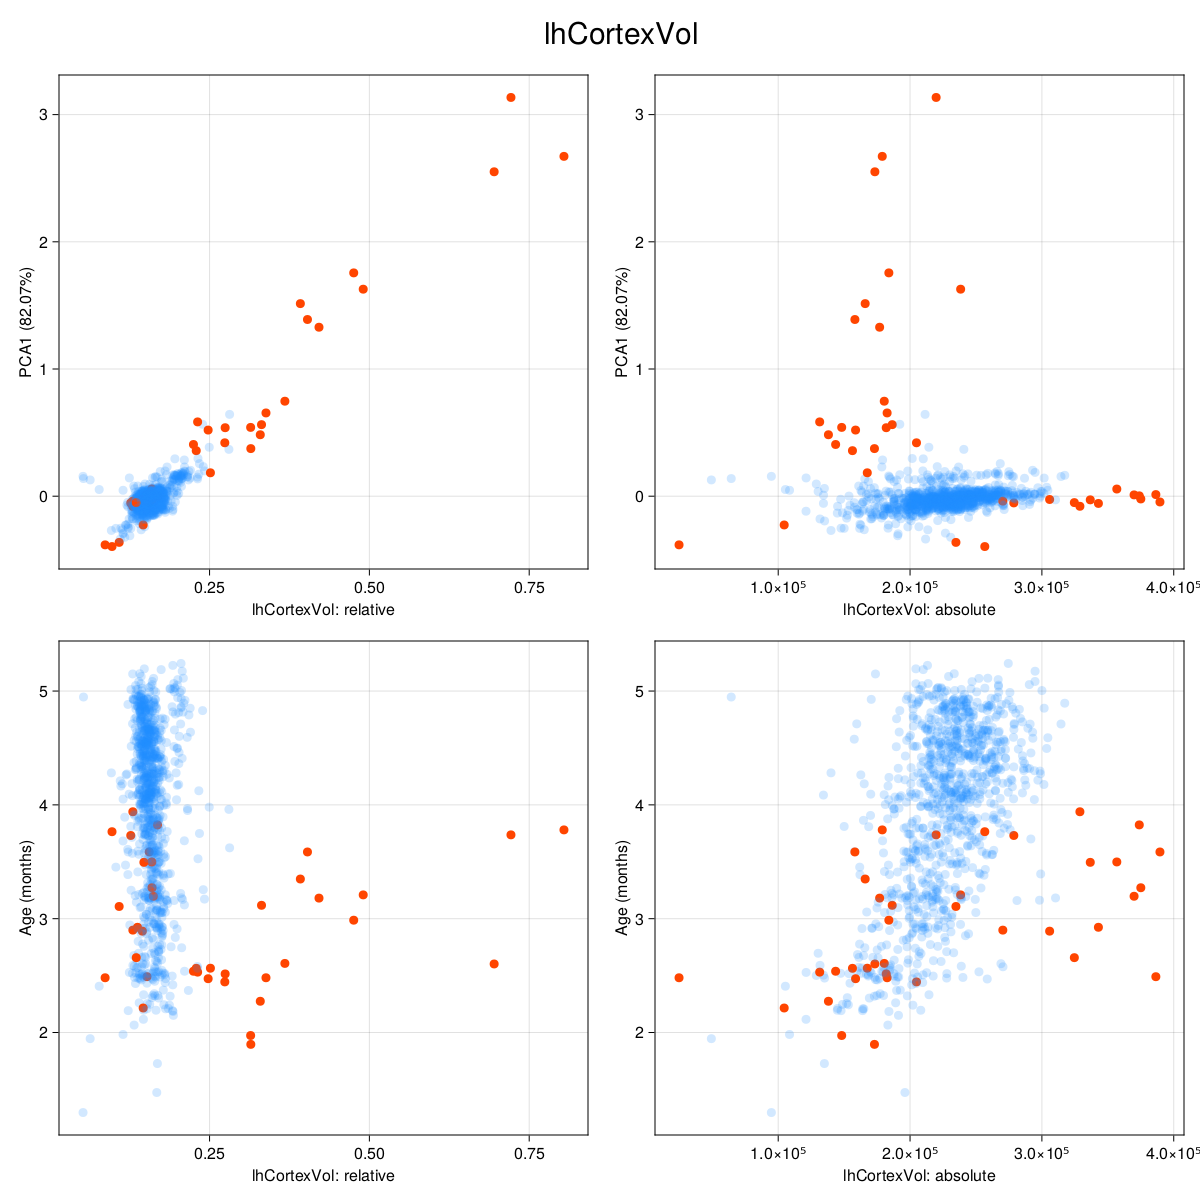 lhCortexVol
PCA1 (82.07%)
3
2
1
0
0.25 0.50 0.75
lhCortexVol: relative
PCA1 (82.07%)
3
2
1
0
1.0×10⁵ 2.0×10⁵ 3.0×10⁵ 4.0×10⁵
lhCortexVol: absolute
Age (months)
5
4
3
2
0.25 0.50 0.75
lhCortexVol: relative
Age (months)
5
4
3
2
1.0×10⁵ 2.0×10⁵ 3.0×10⁵ 4.0×10⁵
lhCortexVol: absolute